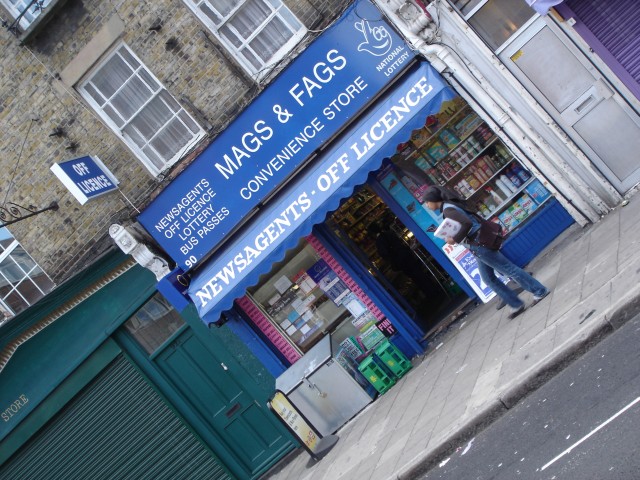 MAGS & FAGS
CONVENIENCE STORE
NEWSAGENTS
OFF LICENCE
LOTTERY
BUS PASSES
90
NATIONAL
LOTTERY
NEWSAGENTS - OFF LICENCE
OFF
LICENCE
STORE
7